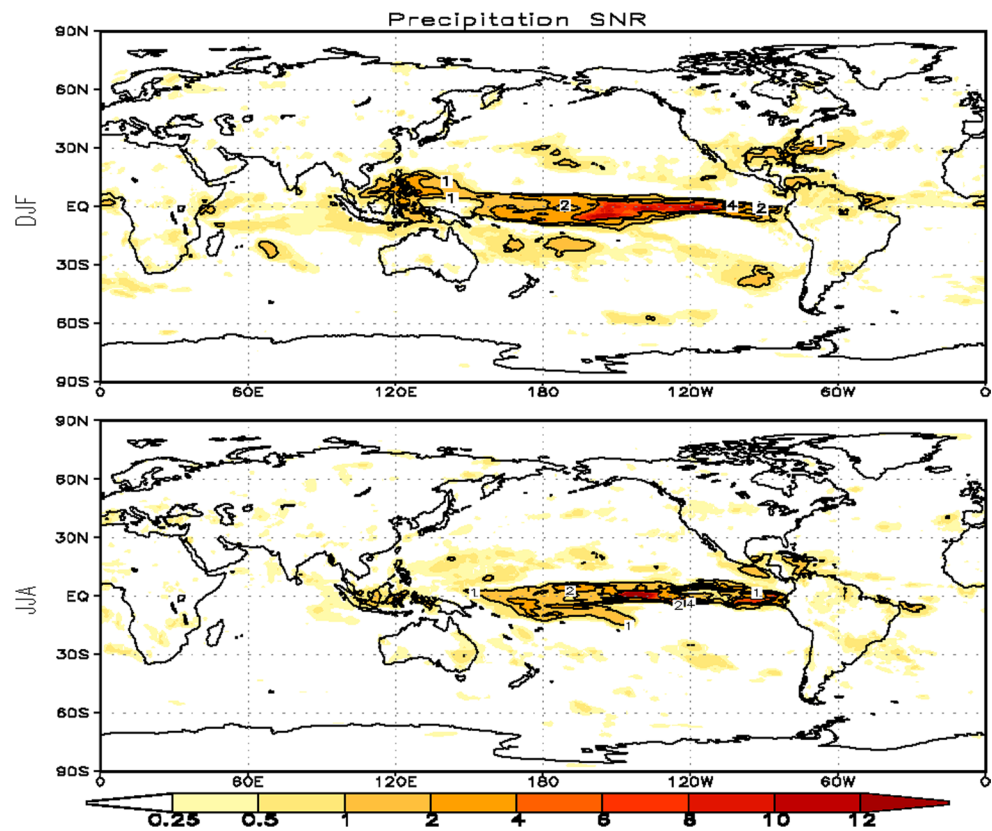 Precipitation SNR
90N
60N
30N
EQ
30S
60S
90S
DJF
1
1
1
2
4
2
0 60E 120E 180 120W 60W 0
90N
60N
30N
EQ
30S
60S
90S
JJA
1
2
1
2 4
1
0 60E 120E 180 120W 60W 0
0.25 0.5 1 2 4 6 8 10 12